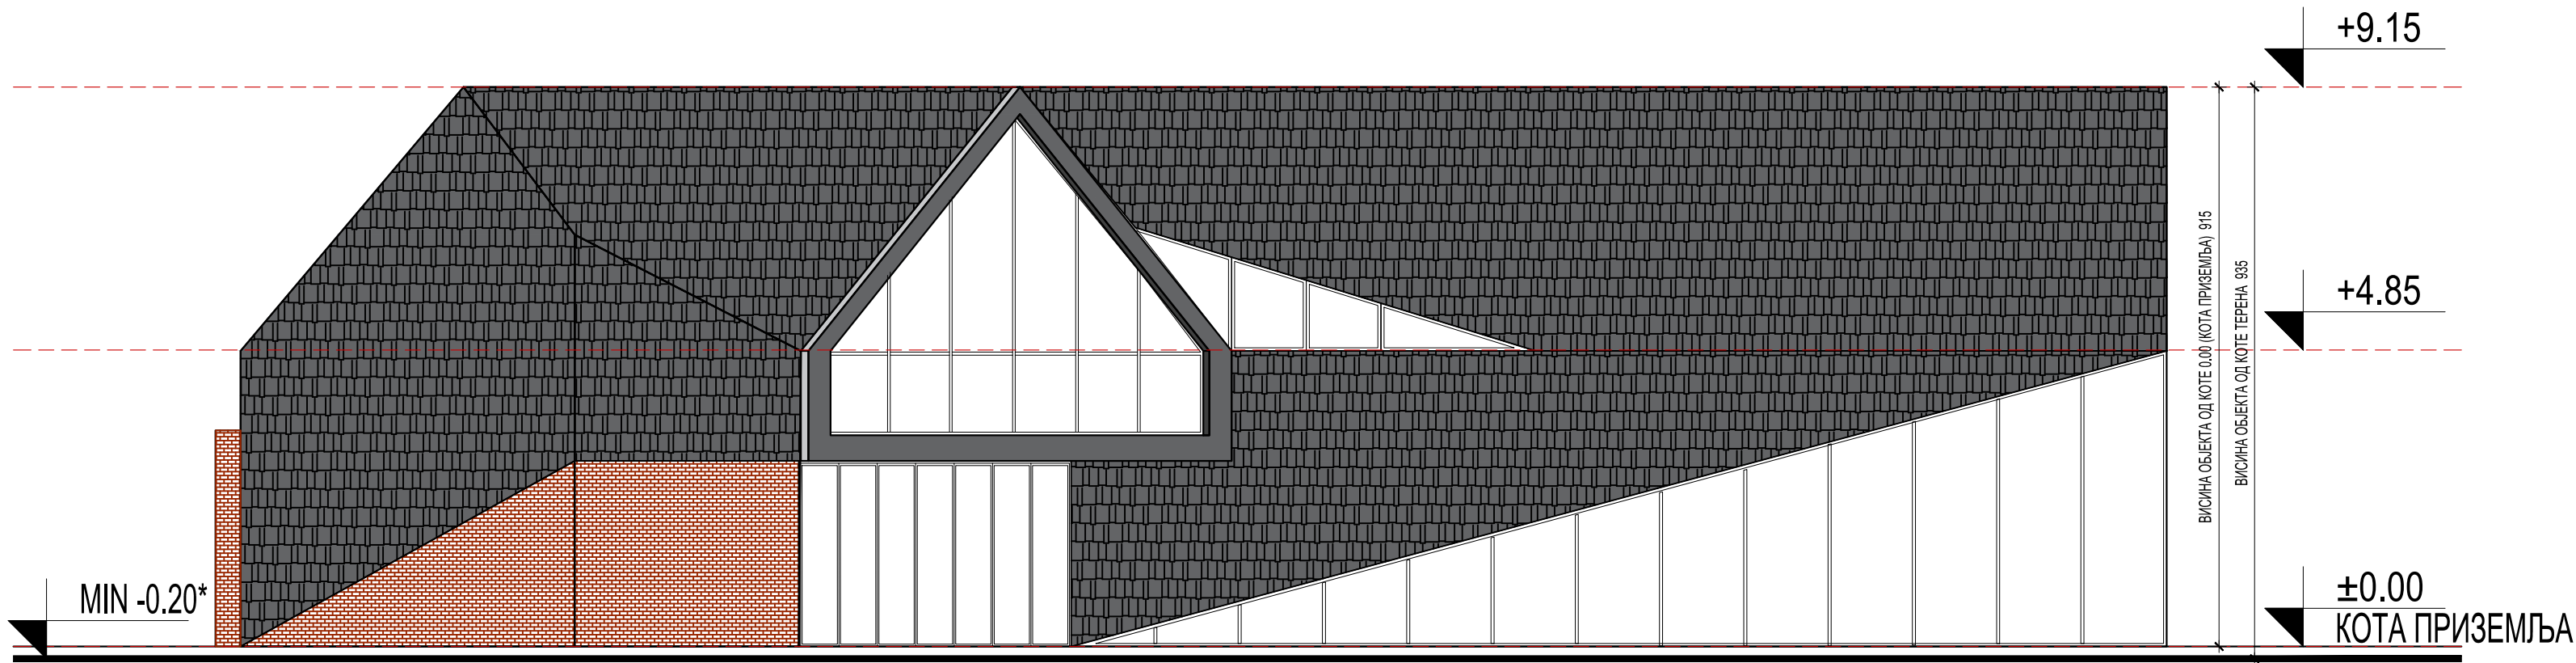 +9.15
ВИСИНА ОБЈЕКТА ОД КОТЕ 0.00 (КОТА ПРИЗЕМЉА) 915
ВИСИНА ОБЈЕКТА ОД КОТЕ ТЕРЕНА 935
+4.85
MIN -0.20*
±0.00
КОТА ПРИЗЕМЉА